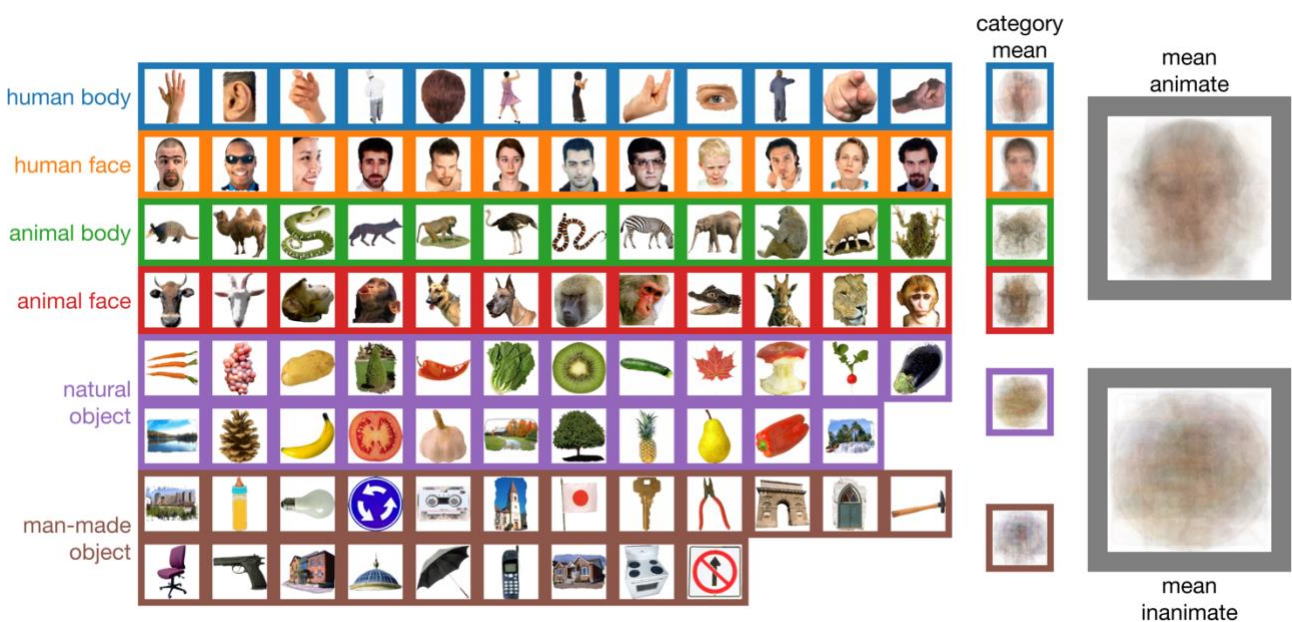 category
mean
mean
animate
human body
human face
animal body
animal face
natural
object
man-made
object
mean
inanimate